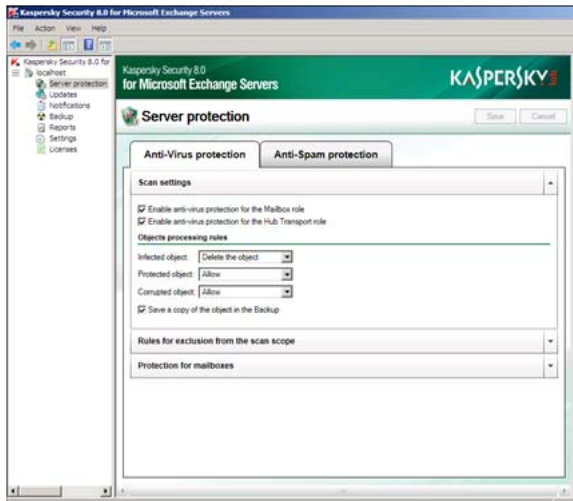 Kaspersky Security 8.0 for Microsoft Exchange Servers
File Action View Help
Kaspersky Security 8.0 for
localhost
Server protection
Updates
Notifications
Backup
Reports
Settings
Licenses
Kaspersky Security 8.0
for Microsoft Exchange Servers
KASPERSKY
Server protection
Save Cancel
Anti-Virus protection Anti-Spam protection
Scan settings
Enable anti-virus protection for the Mailbox role
Enable anti-virus protection for the Hub Transport role
Objects processing rules
Infected object: Delete the object
Protected object: Allow
Corrupted object: Allow
Save a copy of the object in the Backup
Rules for exclusion from the scan scope
Protection for mailboxes